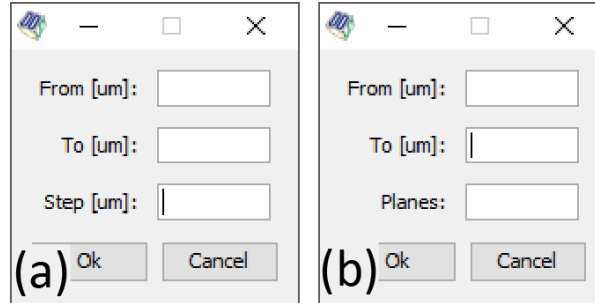 From [um]:
To [um]:
Step [um]:
Ok Cancel
(a)
From [um]:
To [um]:
Planes:
Ok Cancel
(b)